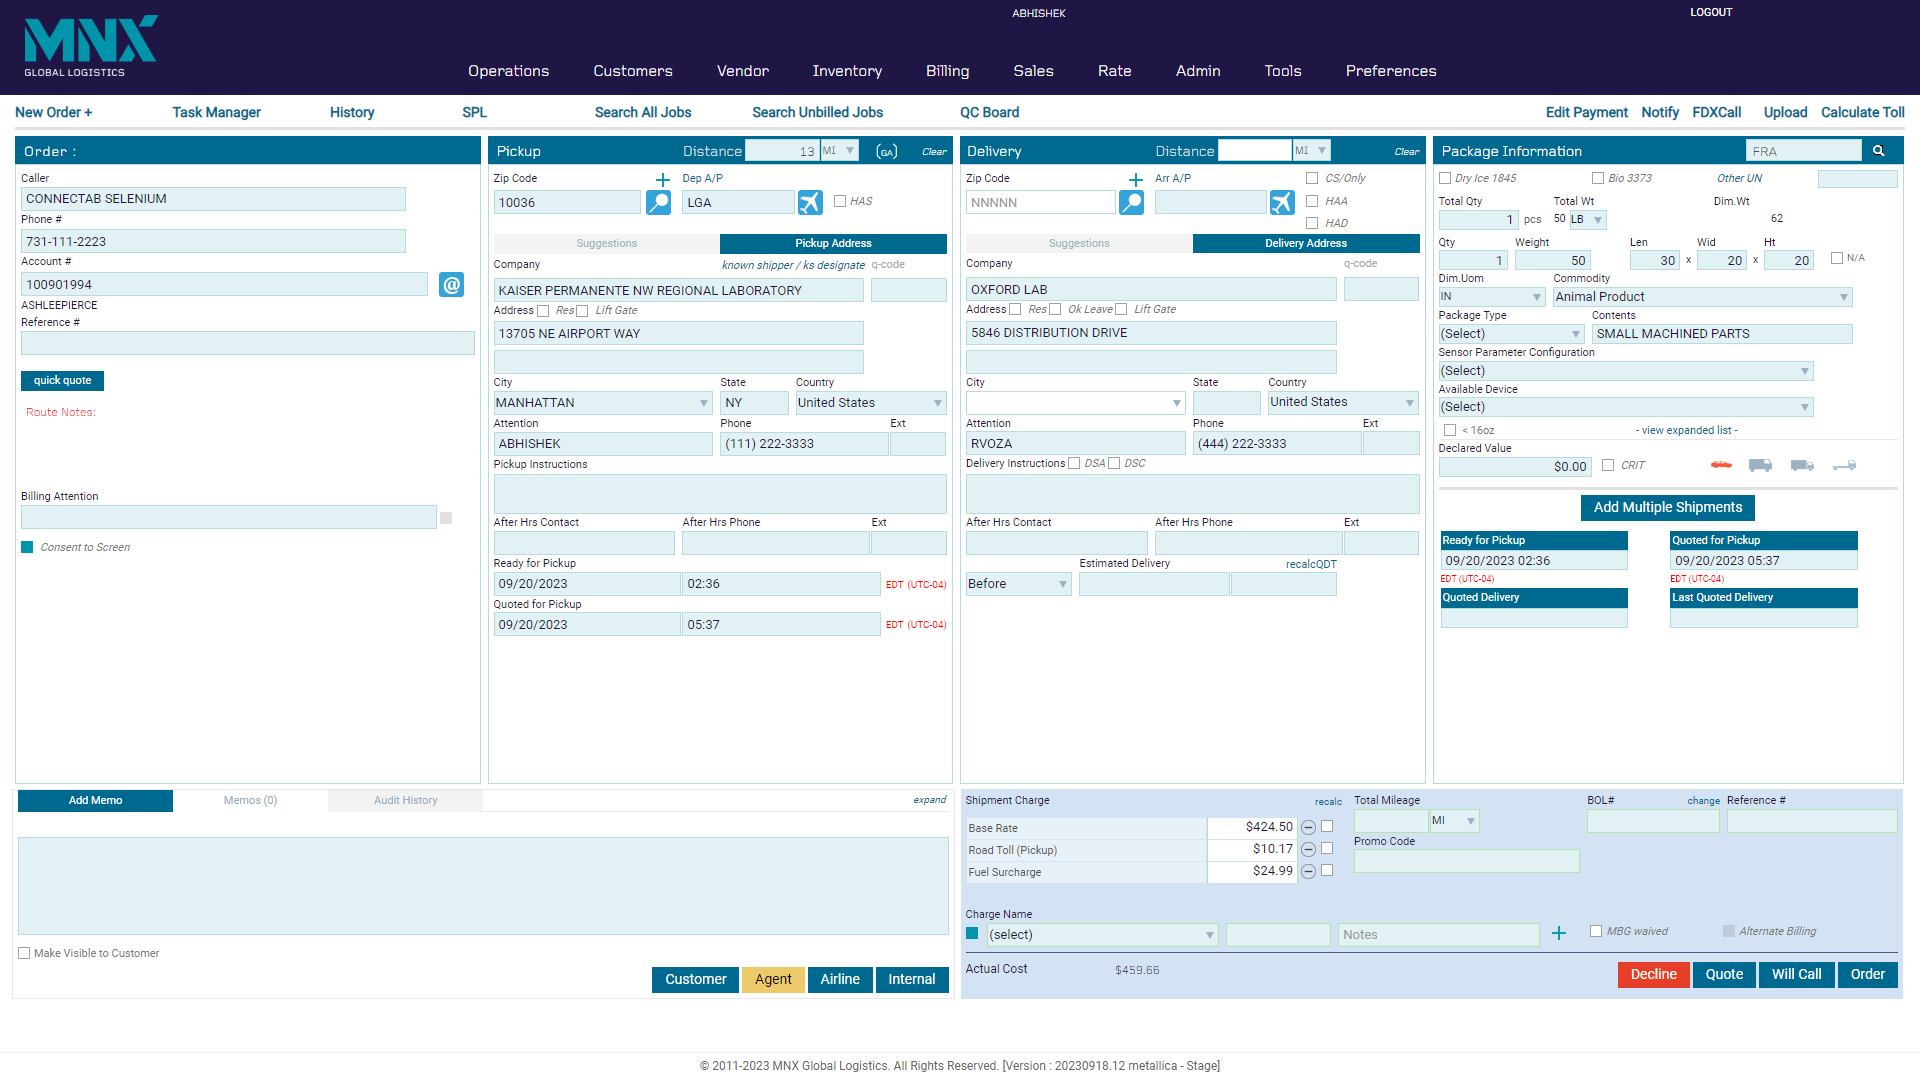 ABHISHEK
LOGOUT
MNX
GLOBAL LOGISTICS
Operations Customers Vendor Inventory Billing Sales Rate Admin Tools Preferences
New Order + Task Manager History SPL Search All Jobs Search Unbilled Jobs QC Board Edit Payment Notify FDXCall Upload Calculate Toll
Order :
Caller
CONNECTAB SELENIUM
Phone #
731-111-2223
Account #
100901994
@
ASHLEEPIERCE
Reference #
quick quote
Route Notes:
Billing Attention
Consent to Screen
Pickup Distance 13 MI (GA) Clear
Zip Code + Dep A/P
10036 LGA HAS
Suggestions Pickup Address
Company known shipper / ks designate q-code
KAISER PERMANENTE NW REGIONAL LABORATORY
Address Res Lift Gate
13705 NE AIRPORT WAY
City State Country
MANHATTAN NY United States
Attention Phone Ext
ABHISHEK (111) 222-3333
Pickup Instructions
After Hrs Contact After Hrs Phone Ext
Ready for Pickup
09/20/2023 02:36 EDT (UTC-04)
Quoted for Pickup
09/20/2023 05:37 EDT (UTC-04)
Delivery Distance MI Clear
Zip Code + Arr A/P CS/Only
NNNNN HAA
HAD
Suggestions Delivery Address
Company q-code
OXFORD LAB
Address Res Ok Leave Lift Gate
5846 DISTRIBUTION DRIVE
City State Country
United States
Attention Phone Ext
RVOZA (444) 222-3333
Delivery Instructions DSA DSC
After Hrs Contact After Hrs Phone Ext
Estimated Delivery recalcQDT
Before
Package Information FRA
Dry Ice 1845 Bio 3373 Other UN
Total Qty Total Wt Dim.Wt
1 pcs 50 LB 62
Qty Weight Len Wid Ht
1 50 30 x 20 x 20 N/A
Dim.Uom Commodity
IN Animal Product
Package Type Contents
(Select) SMALL MACHINED PARTS
Sensor Parameter Configuration
(Select)
Available Device
(Select)
< 16oz - view expanded list -
Declared Value
$0.00 CRIT
Add Multiple Shipments
Ready for Pickup Quoted for Pickup
09/20/2023 02:36 09/20/2023 05:37
EDT (UTC-04) EDT (UTC-04)
Quoted Delivery Last Quoted Delivery
Add Memo Memos (0) Audit History expand
Make Visible to Customer
Customer Agent Airline Internal
Shipment Charge recalc Total Mileage BOL# change Reference #
Base Rate $424.50 MI
Road Toll (Pickup) $10.17 Promo Code
Fuel Surcharge $24.99
Charge Name
(select) Notes + MBG waived Alternate Billing
Actual Cost $459.66 Decline Quote Will Call Order
© 2011-2023 MNX Global Logistics. All Rights Reserved. [Version : 20230918.12 metallica - Stage]